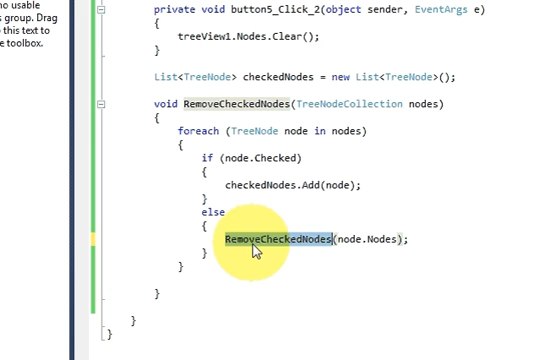 no usable
s group. Drag
this text to
e toolbox.
private void button5_Click_2(object sender, EventArgs e)
{
treeView1.Nodes.Clear();
}
List<TreeNode> checkedNodes = new List<TreeNode>();
void RemoveCheckedNodes(TreeNodeCollection nodes)
{
foreach (TreeNode node in nodes)
{
if (node.Checked)
{
checkedNodes.Add(node);
}
else
{
RemoveCheckedNodes(node.Nodes);
}
}
}
}
}